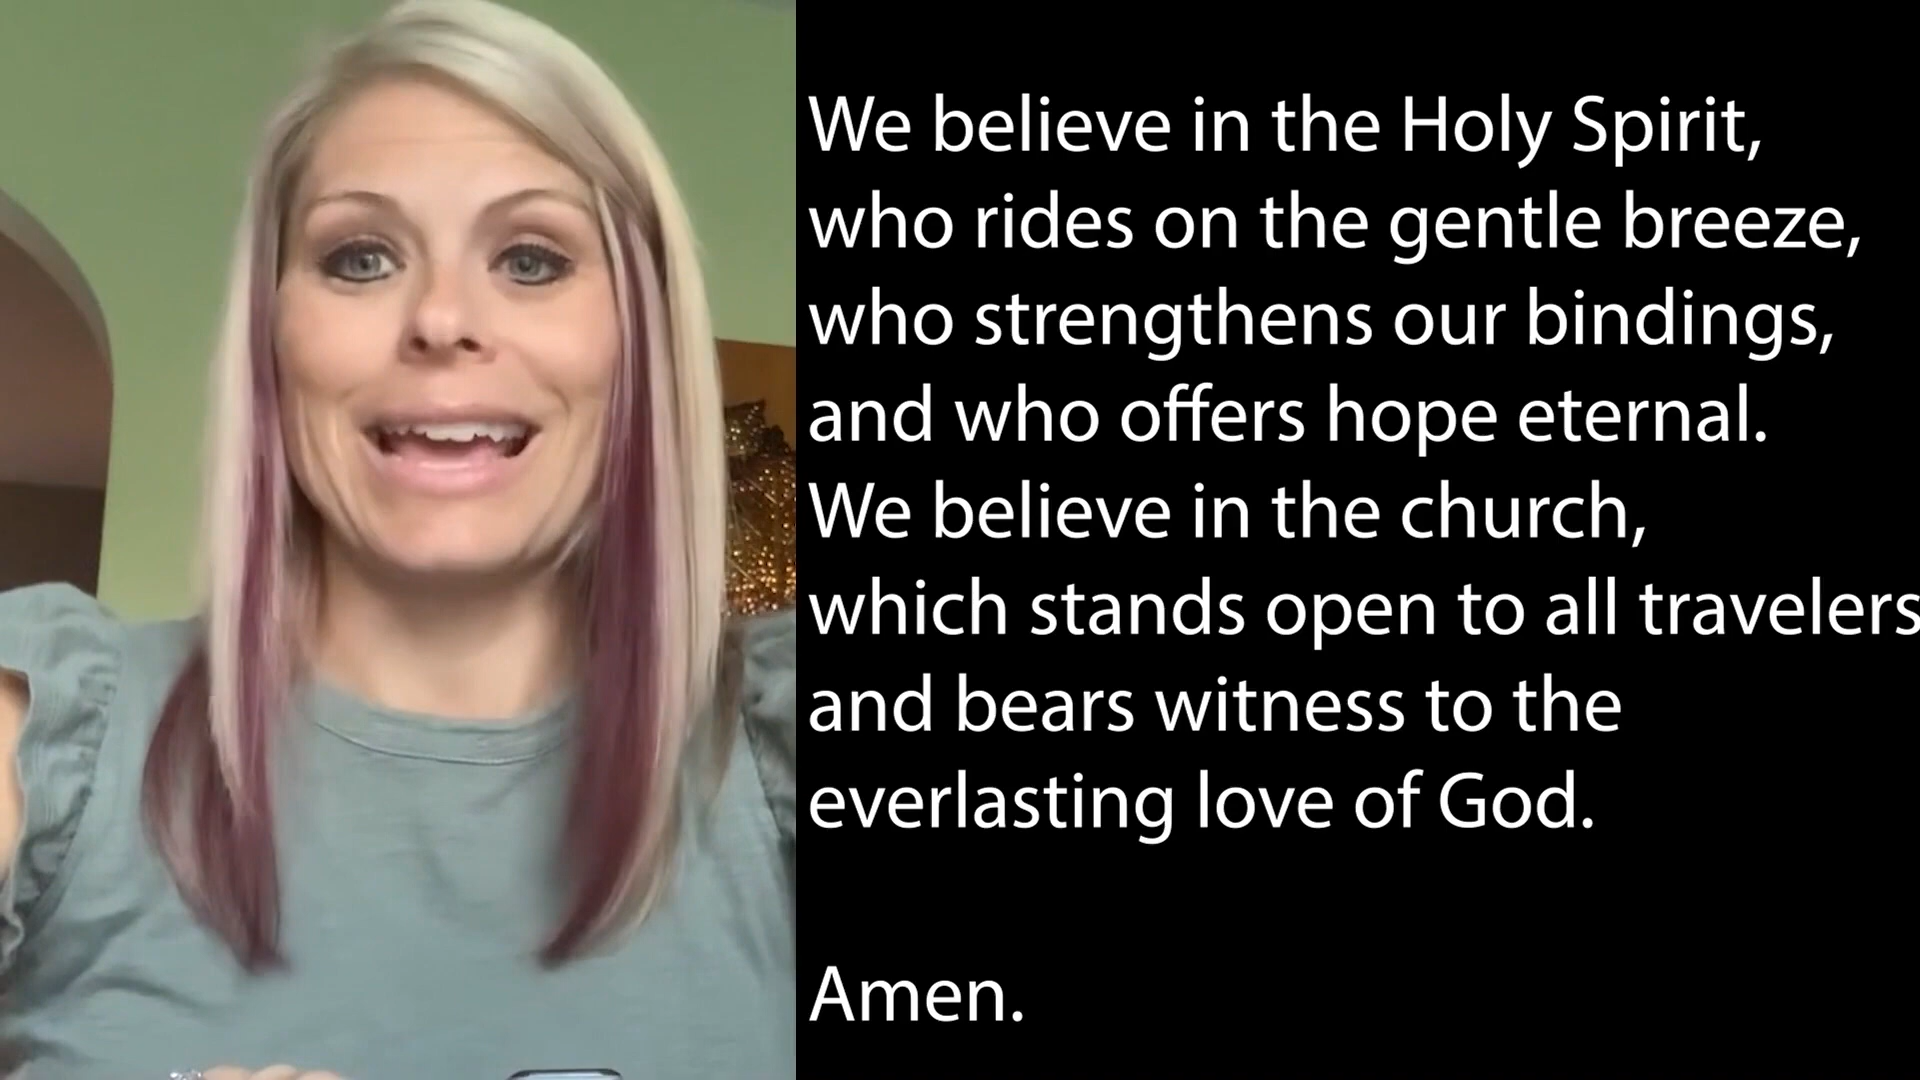 We believe in the Holy Spirit,
who rides on the gentle breeze,
who strengthens our bindings,
and who offers hope eternal.
We believe in the church,
which stands open to all travelers
and bears witness to the
everlasting love of God.
Amen.